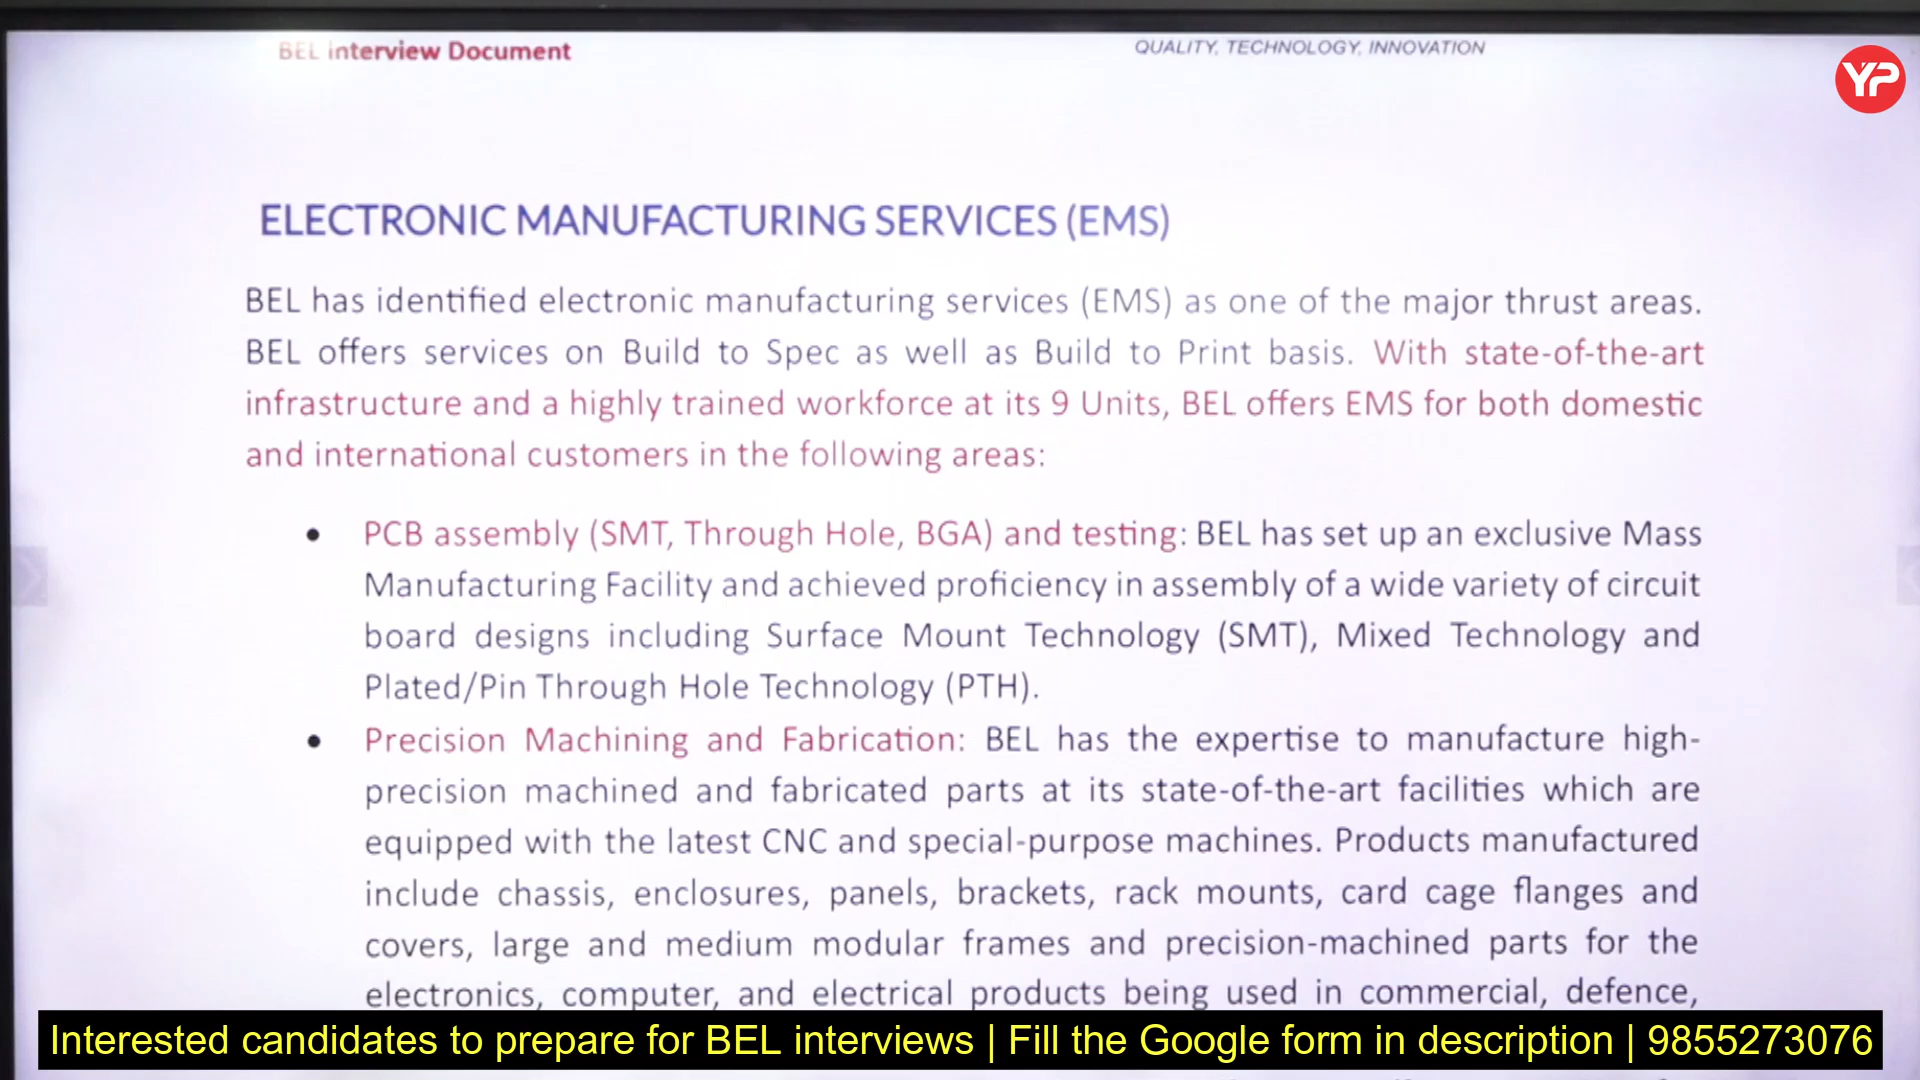 BEL Interview Document
QUALITY, TECHNOLOGY, INNOVATION
YP
ELECTRONIC MANUFACTURING SERVICES (EMS)
BEL has identified electronic manufacturing services (EMS) as one of the major thrust areas.
BEL offers services on Build to Spec as well as Build to Print basis. With state-of-the-art
infrastructure and a highly trained workforce at its 9 Units, BEL offers EMS for both domestic
and international customers in the following areas:
• PCB assembly (SMT, Through Hole, BGA) and testing: BEL has set up an exclusive Mass
Manufacturing Facility and achieved proficiency in assembly of a wide variety of circuit
board designs including Surface Mount Technology (SMT), Mixed Technology and
Plated/Pin Through Hole Technology (PTH).
• Precision Machining and Fabrication: BEL has the expertise to manufacture high-
precision machined and fabricated parts at its state-of-the-art facilities which are
equipped with the latest CNC and special-purpose machines. Products manufactured
include chassis, enclosures, panels, brackets, rack mounts, card cage flanges and
covers, large and medium modular frames and precision-machined parts for the
electronics, computer, and electrical products being used in commercial, defence,
Interested candidates to prepare for BEL interviews | Fill the Google form in description | 9855273076